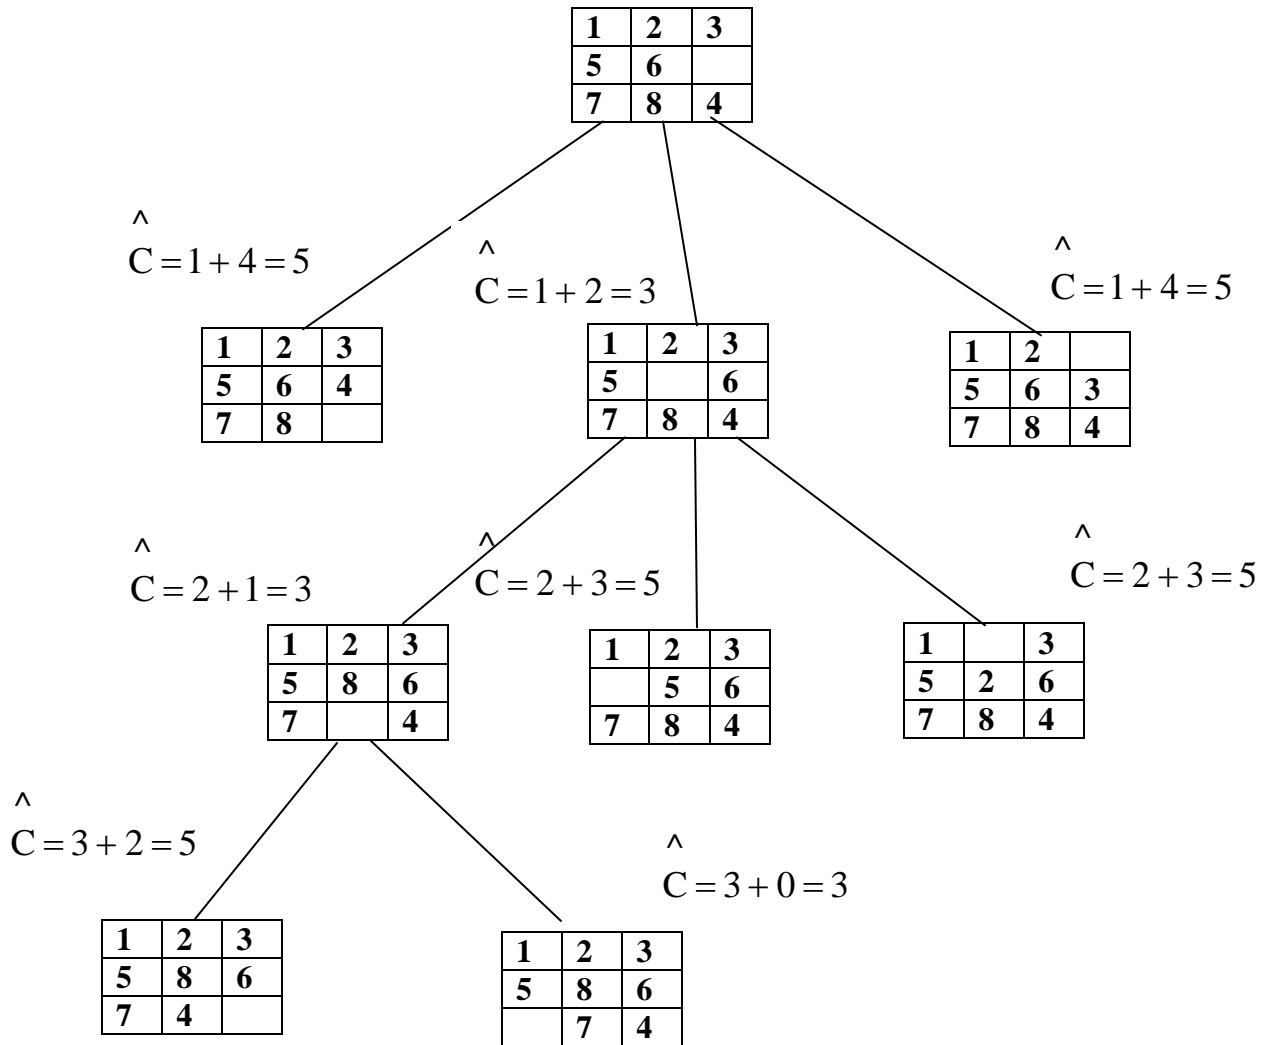 1 2 3
5 6
7 8 4
^
C = 1 + 4 = 5
^
C = 1 + 2 = 3
^
C = 1 + 4 = 5
1 2 3
5 6 4
7 8
1 2 3
5 6
7 8 4
1 2
5 6 3
7 8 4
^
C = 2 + 1 = 3
^
C = 2 + 3 = 5
^
C = 2 + 3 = 5
1 2 3
5 8 6
7 4
1 2 3
5 6
7 8 4
1 3
5 2 6
7 8 4
^
C = 3 + 2 = 5
^
C = 3 + 0 = 3
1 2 3
5 8 6
7 4
1 2 3
5 8 6
7 4